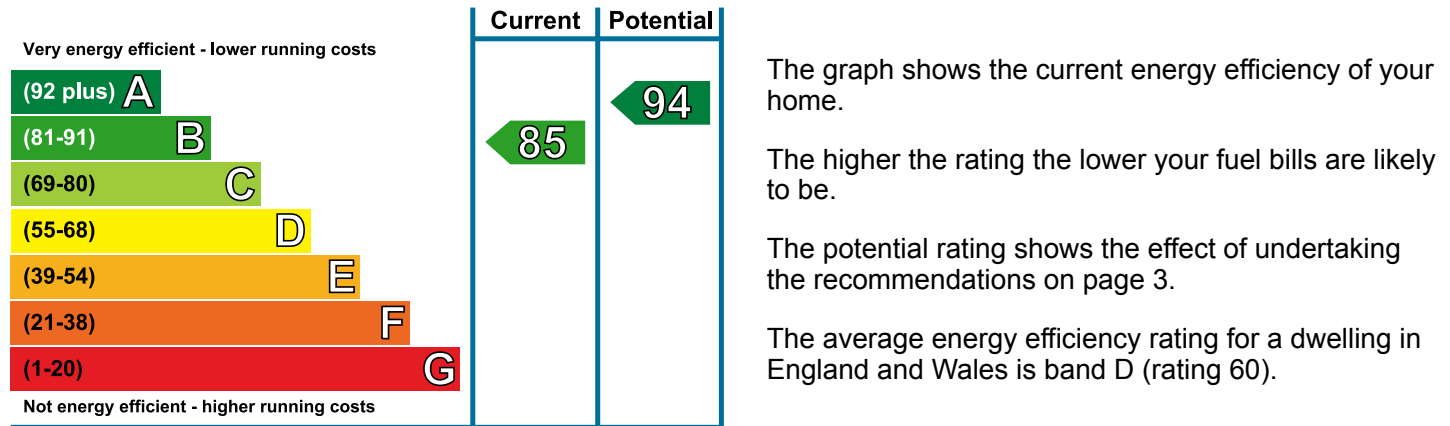 Current Potential
Very energy efficient - lower running costs
(92 plus) A
(81-91) B
(69-80) C
(55-68) D
(39-54) E
(21-38) F
(1-20) G
Not energy efficient - higher running costs
85
94
The graph shows the current energy efficiency of your
home.
The higher the rating the lower your fuel bills are likely
to be.
The potential rating shows the effect of undertaking
the recommendations on page 3.
The average energy efficiency rating for a dwelling in
England and Wales is band D (rating 60).